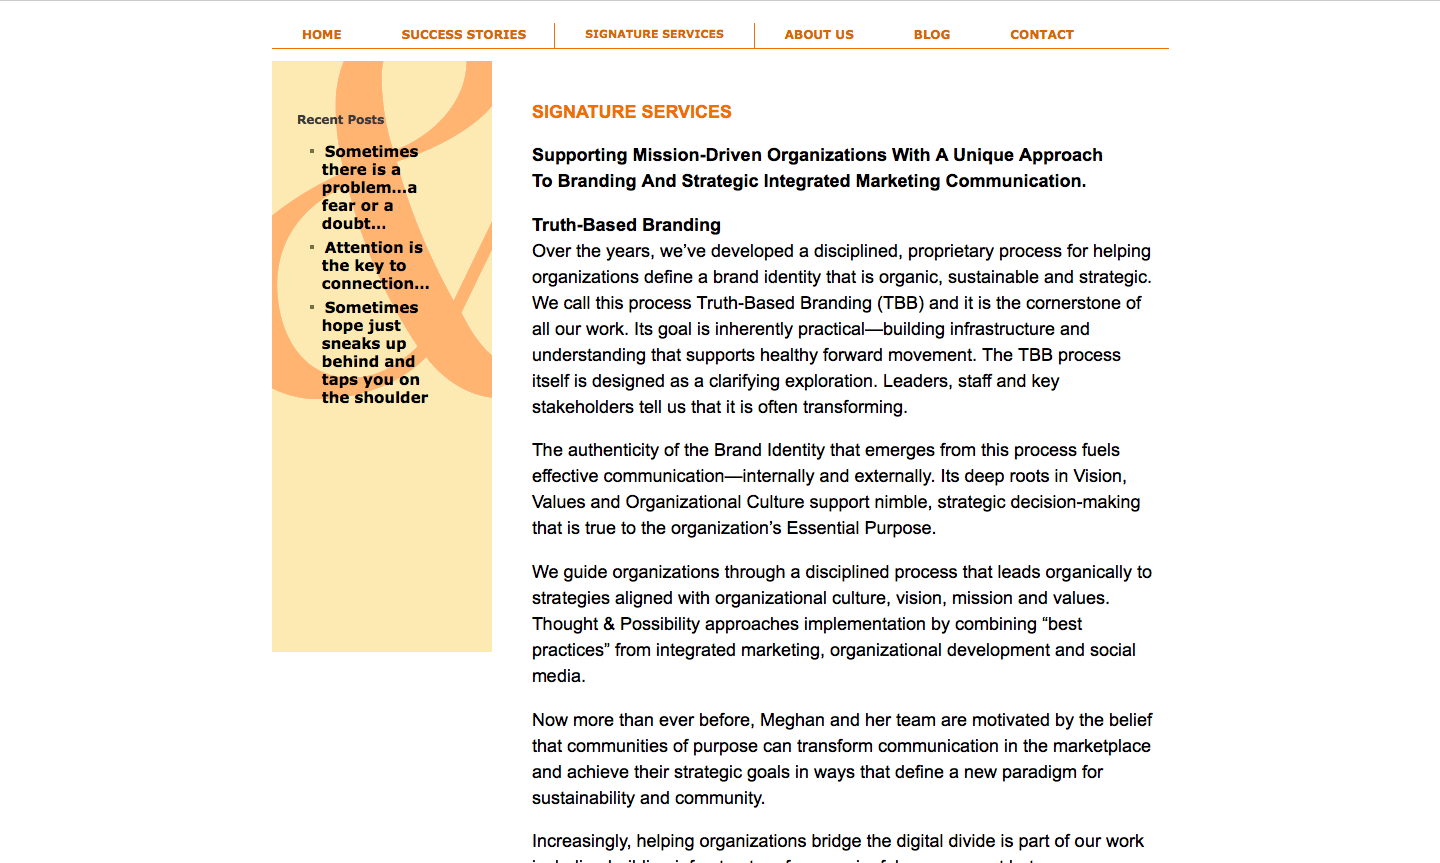 HOME SUCCESS STORIES SIGNATURE SERVICES ABOUT US BLOG CONTACT
Recent Posts
Sometimes
there is a
problem...a
fear or a
doubt...
Attention is
the key to
connection...
Sometimes
hope just
sneaks up
behind and
taps you on
the shoulder
SIGNATURE SERVICES
Supporting Mission-Driven Organizations With A Unique Approach
To Branding And Strategic Integrated Marketing Communication.
Truth-Based Branding
Over the years, we’ve developed a disciplined, proprietary process for helping
organizations define a brand identity that is organic, sustainable and strategic.
We call this process Truth-Based Branding (TBB) and it is the cornerstone of
all our work. Its goal is inherently practical—building infrastructure and
understanding that supports healthy forward movement. The TBB process
itself is designed as a clarifying exploration. Leaders, staff and key
stakeholders tell us that it is often transforming.
The authenticity of the Brand Identity that emerges from this process fuels
effective communication—internally and externally. Its deep roots in Vision,
Values and Organizational Culture support nimble, strategic decision-making
that is true to the organization’s Essential Purpose.
We guide organizations through a disciplined process that leads organically to
strategies aligned with organizational culture, vision, mission and values.
Thought & Possibility approaches implementation by combining “best
practices” from integrated marketing, organizational development and social
media.
Now more than ever before, Meghan and her team are motivated by the belief
that communities of purpose can transform communication in the marketplace
and achieve their strategic goals in ways that define a new paradigm for
sustainability and community.
Increasingly, helping organizations bridge the digital divide is part of our work